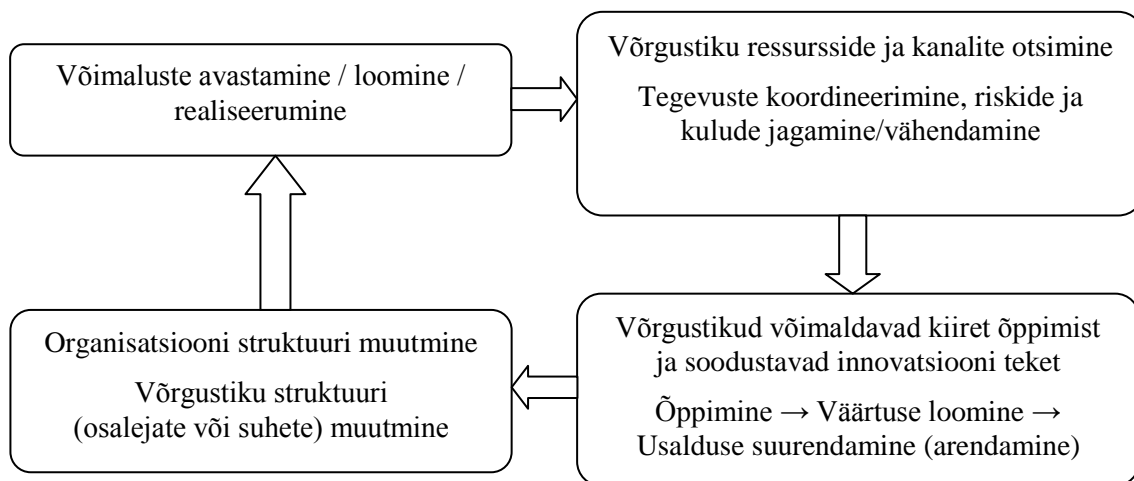 Võimaluste avastamine / loomine /
realiseerumine
Võrgustiku ressursside ja kanalite otsimine
Tegevuste koordineerimine, riskide ja
kulude jagamine/vähendamine
Võrgustikud võimaldavad kiiret õppimist
ja soodustavad innovatsiooni teket
Õppimine → Väärtuse loomine →
Usalduse suurendamine (arendamine)
Organisatsiooni struktuuri muutmine
Võrgustiku struktuuri
(osalejate või suhete) muutmine